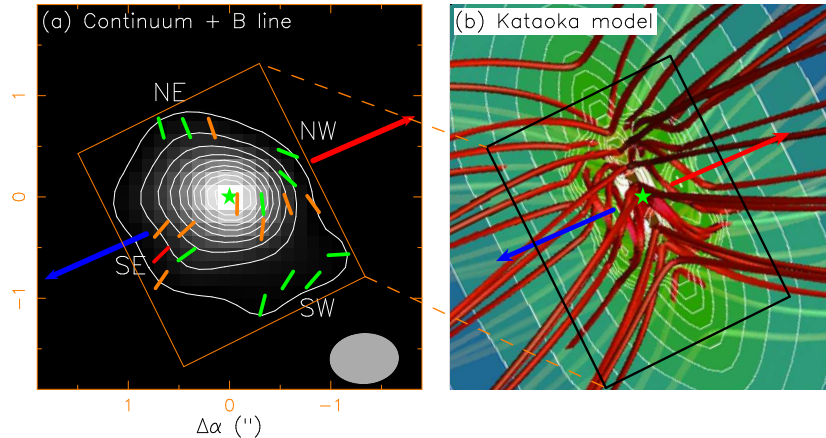 (a) Continuum + B line
(b) Kataoka model
NE
NW
SE
SW
1
0
−1
1
0
−1
Δα (")